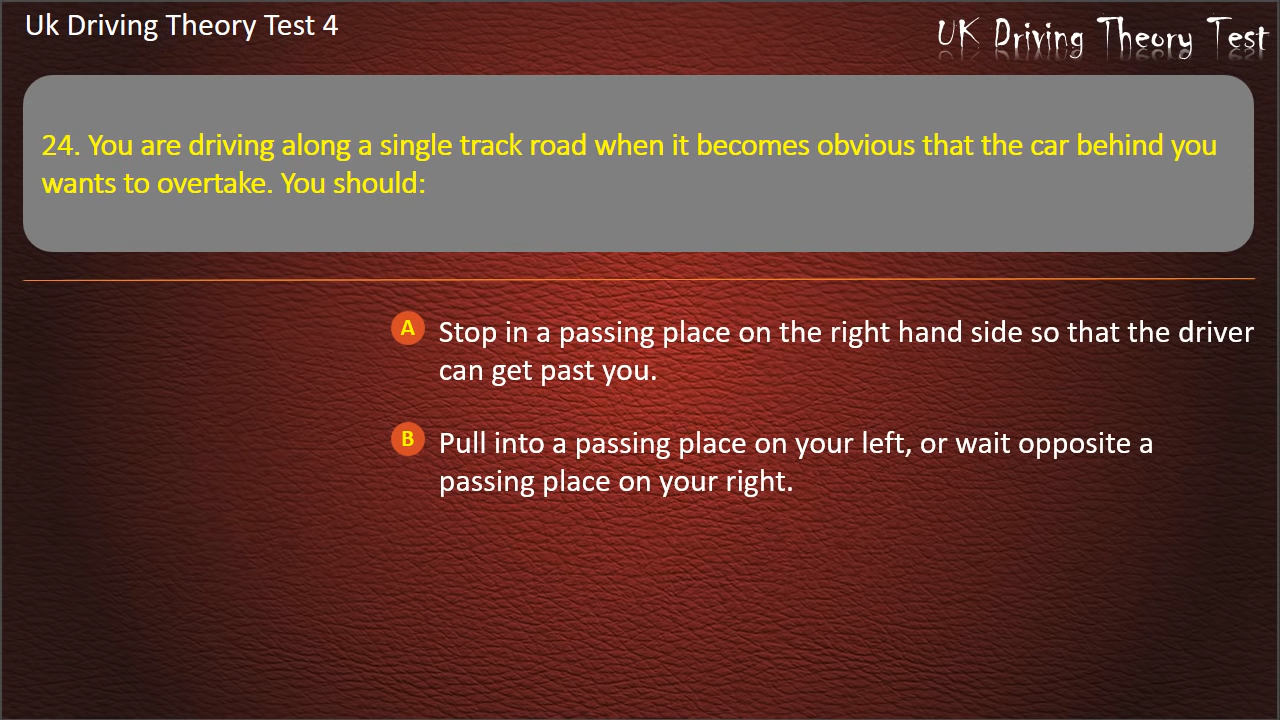 Uk Driving Theory Test 4
UK Driving Theory Test
24. You are driving along a single track road when it becomes obvious that the car behind you
wants to overtake. You should:
A Stop in a passing place on the right hand side so that the driver
can get past you.
B Pull into a passing place on your left, or wait opposite a
passing place on your right.